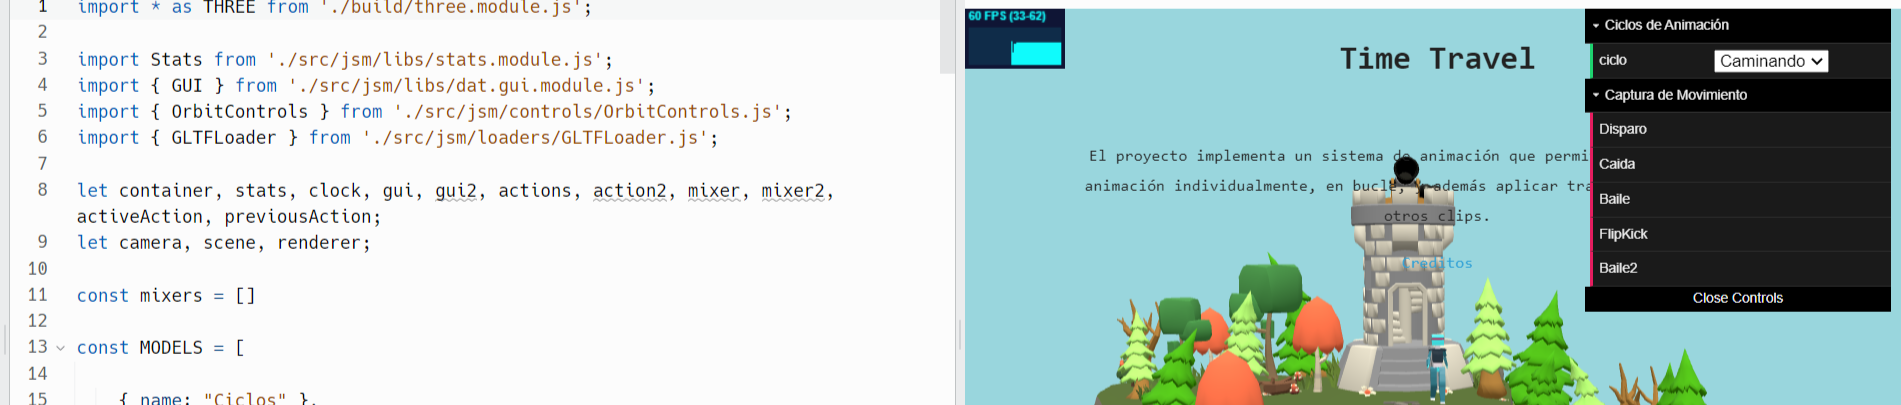 1 import * as THREE from './build/three.module.js';
2
3 import Stats from './src/jsm/libs/stats.module.js';
4 import { GUI } from './src/jsm/libs/dat.gui.module.js';
5 import { OrbitControls } from './src/jsm/controls/OrbitControls.js';
6 import { GLTFLoader } from './src/jsm/loaders/GLTFLoader.js';
7
8 let container, stats, clock, gui, gui2, actions, action2, mixer, mixer2,
activeAction, previousAction;
9 let camera, scene, renderer;
10
11 const mixers = []
12
13 const MODELS = [
14
15 { name: "Ciclos" },
60 FPS (33-62)
Time Travel
El proyecto implementa un sistema de animación que permi
animación individualmente, en bucle, y además aplicar tra
otros clips.
Creditos
Ciclos de Animación
ciclo Caminando
Captura de Movimiento
Disparo
Caida
Baile
FlipKick
Baile2
Close Controls